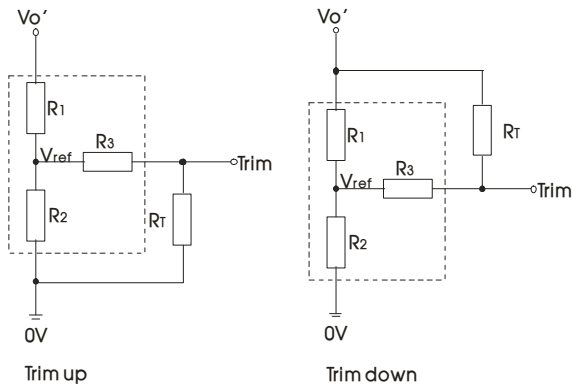 Vo'
R1
R3
Vref
Trim
R2
RT
0V
Trim up
Vo'
R1
RT
R3
Vref
Trim
R2
0V
Trim down